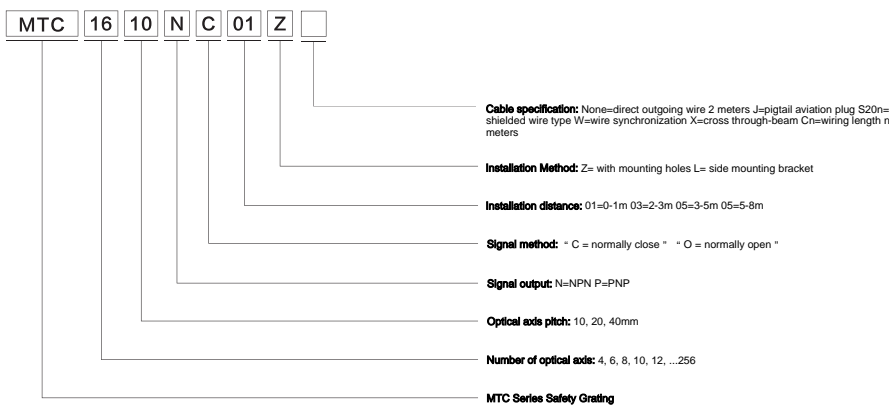 MTC 16 10 N C 01 Z
Cable specification: None=direct outgoing wire 2 meters J=pigtail aviation plug S20n=
shielded wire type W=wire synchronization X=cross through-beam Cn=wiring length n
meters
Installation Method: Z= with mounting holes L= side mounting bracket
Installation distance: 01=0-1m 03=2-3m 05=3-5m 05=5-8m
Signal method: “ C = normally close ” “ O = normally open ”
Signal output: N=NPN P=PNP
Optical axis pitch: 10, 20, 40mm
Number of optical axis: 4, 6, 8, 10, 12, ...256
MTC Series Safety Grating